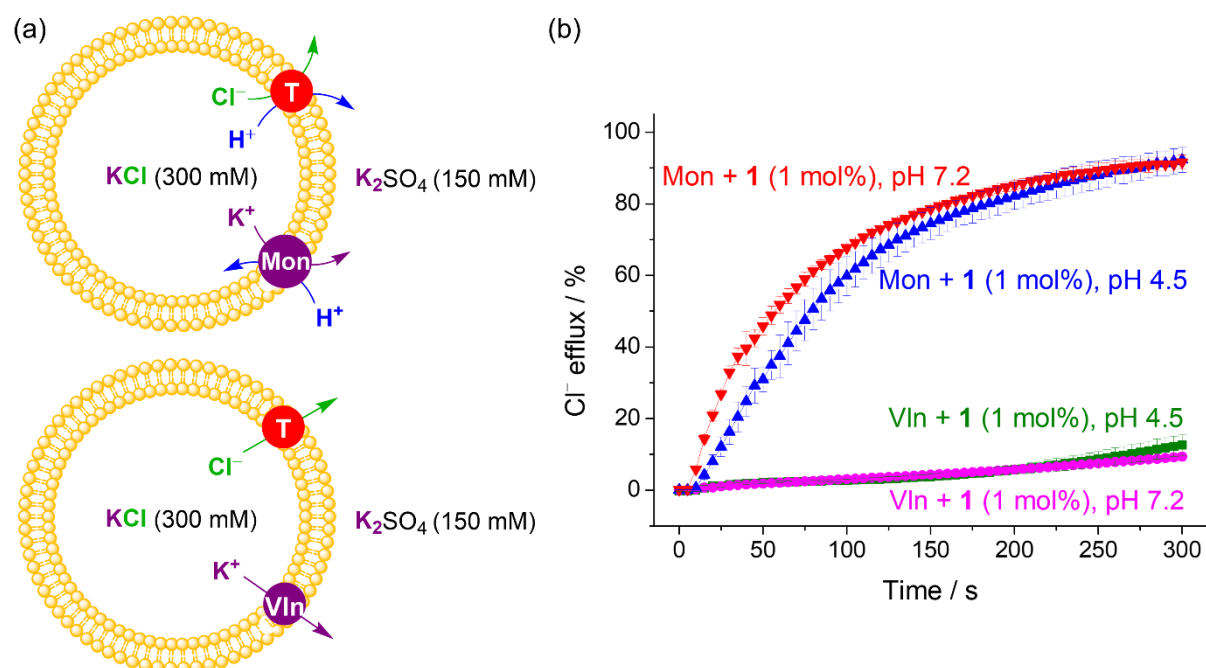 (a)
T
Cl⁻
H⁺
KCl (300 mM)
K₂SO₄ (150 mM)
K⁺
Mon
H⁺
T
Cl⁻
KCl (300 mM)
K₂SO₄ (150 mM)
K⁺
Vln
(b)
Cl⁻ efflux / %
100
80
60
40
20
0
Mon + 1 (1 mol%), pH 7.2
Mon + 1 (1 mol%), pH 4.5
Vln + 1 (1 mol%), pH 4.5
Vln + 1 (1 mol%), pH 7.2
0 50 100 150 200 250 300
Time / s